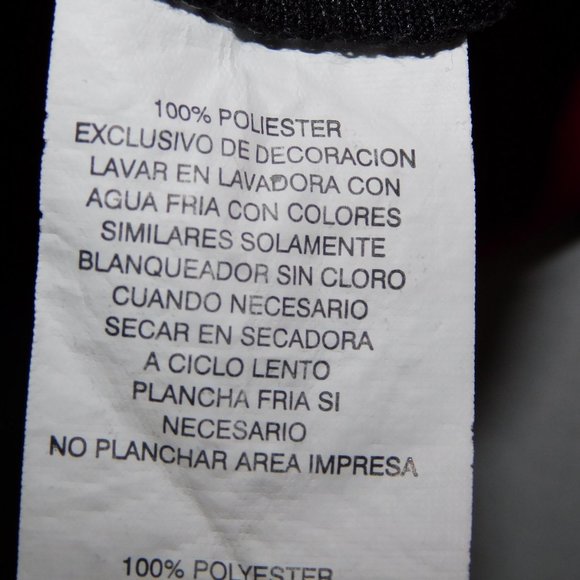 100% POLIESTER
EXCLUSIVO DE DECORACION
LAVAR EN LAVADORA CON
AGUA FRIA CON COLORES
SIMILARES SOLAMENTE
BLANQUEADOR SIN CLORO
CUANDO NECESARIO
SECAR EN SECADORA
A CICLO LENTO
PLANCHA FRIA SI
NECESARIO
NO PLANCHAR AREA IMPRESA
100% POLYESTER